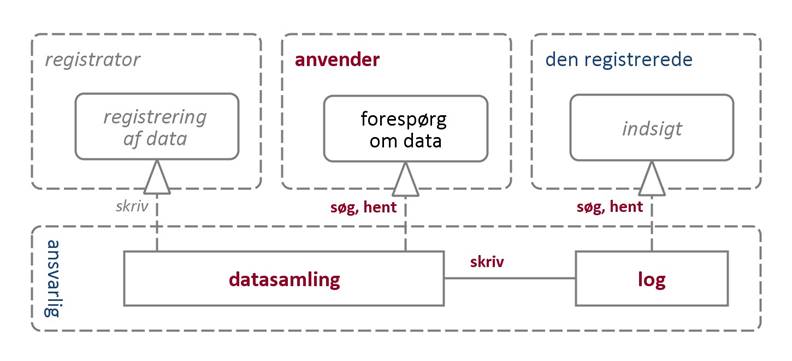 registrator
anvender
den registrerede
registrering
af data
forespørg
om data
indsigt
skriv
søg, hent
søg, hent
ansvarlig
datasamling
skriv
log